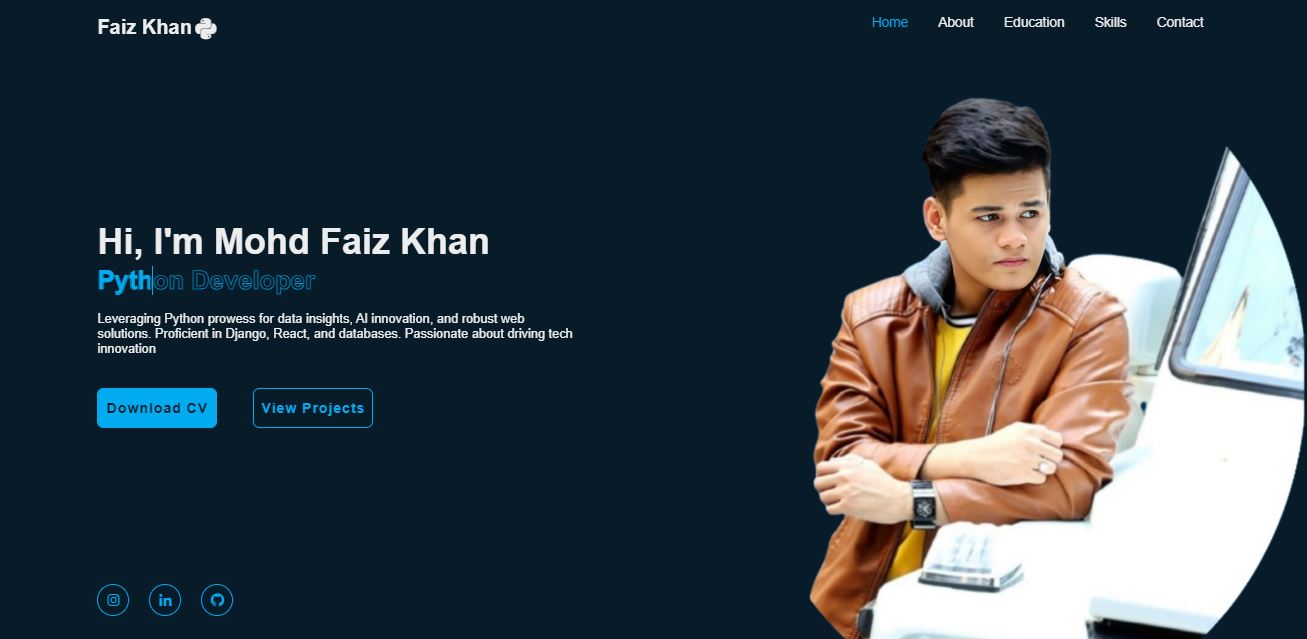 Faiz Khan
Home
About
Education
Skills
Contact
Hi, I'm Mohd Faiz Khan
Python Developer
Leveraging Python prowess for data insights, AI innovation, and robust web
solutions. Proficient in Django, React, and databases. Passionate about driving tech
innovation
Download CV
View Projects
in